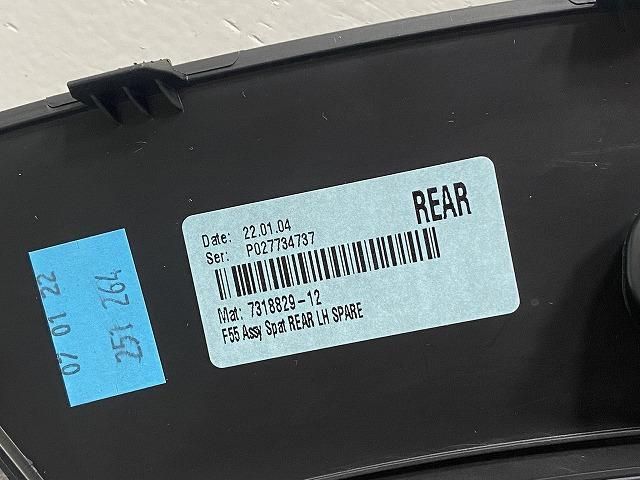 REAR
Date: 22.01.04
Ser: P027734737
Mat: 7318829-12
F55 Assy Spat REAR LH SPARE
07 01 22
251 264